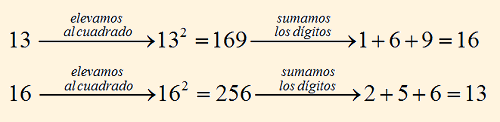 13 elevamos al cuadrado → 13² = 169 sumamos los dígitos → 1 + 6 + 9 = 16
16 elevamos al cuadrado → 16² = 256 sumamos los dígitos → 2 + 5 + 6 = 13